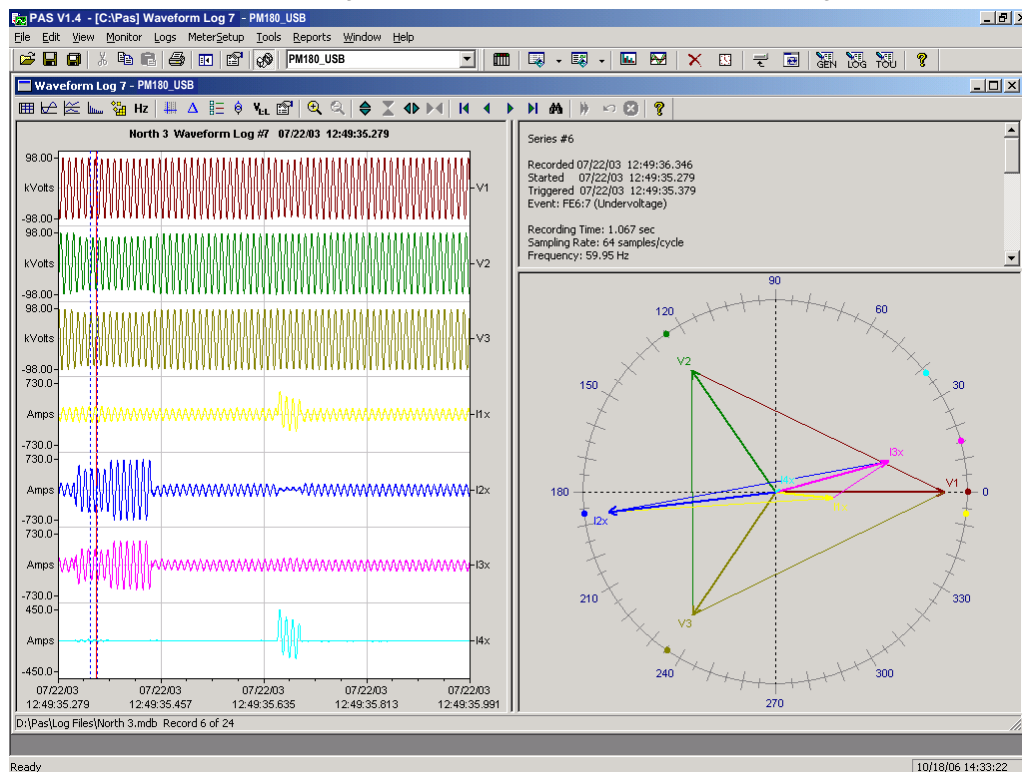 PAS V1.4 - [C:\Pas] Waveform Log 7 - PM180_USB
File Edit View Monitor Logs MeterSetup Tools Reports Window Help
PM180_USB
GEN LOG TOU
Waveform Log 7 - PM180_USB
Hz
V L-L
North 3 Waveform Log #7 07/22/03 12:49:35.279
98.00
kVolts
V1
-98.00
98.00
kVolts
V2
-98.00
98.00
kVolts
V3
-98.00
730.0
Amps
I1x
-730.0
730.0
Amps
I2x
-730.0
730.0
Amps
I3x
-730.0
450.0
Amps
I4x
-450.0
07/22/03 07/22/03 07/22/03 07/22/03 07/22/03
12:49:35.279 12:49:35.457 12:49:35.635 12:49:35.813 12:49:35.991
Series #6
Recorded 07/22/03 12:49:36.346
Started 07/22/03 12:49:35.279
Triggered 07/22/03 12:49:35.379
Event: FE6:7 (Undervoltage)
Recording Time: 1.067 sec
Sampling Rate: 64 samples/cycle
Frequency: 59.95 Hz
90
120 60
V2
150 30
I3x
I4x
V1
180 0
I1x
I2x
210 330
V3
240 300
270
D:\Pas\Log Files\North 3.mdb Record 6 of 24
Ready
10/18/06 14:33:22